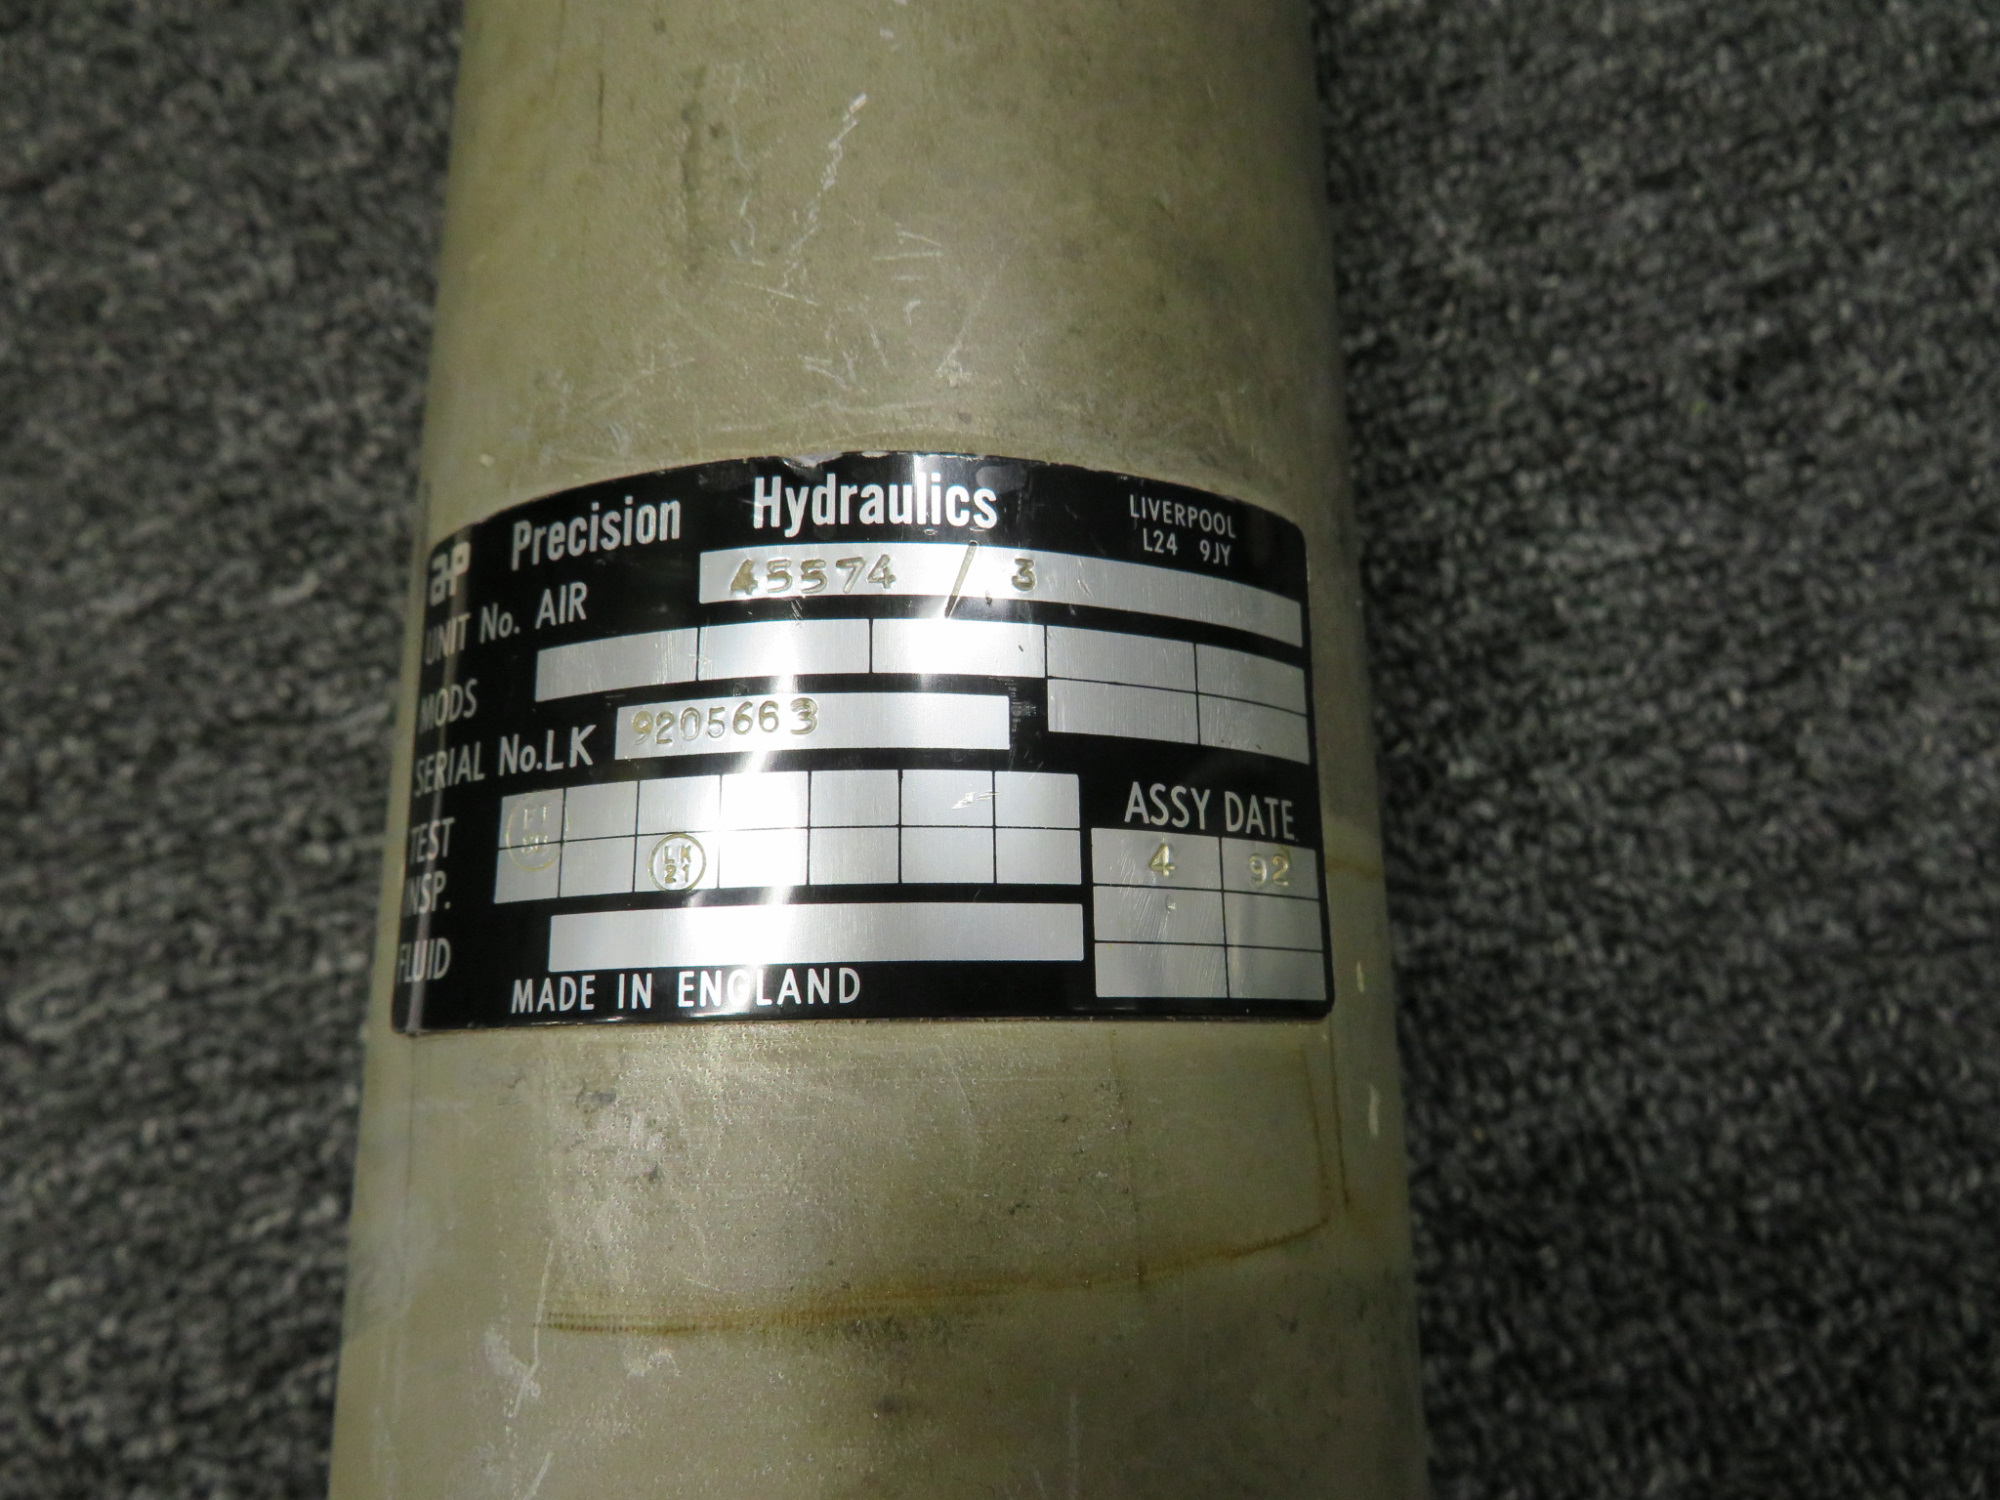 ap Precision Hydraulics LIVERPOOL
L24 9JY
UNIT No. AIR 45574 / 3
MODS
SERIAL No. LK 9205663
TEST
INSP.
LK
21
ASSY DATE
4 92
FLUID
MADE IN ENGLAND